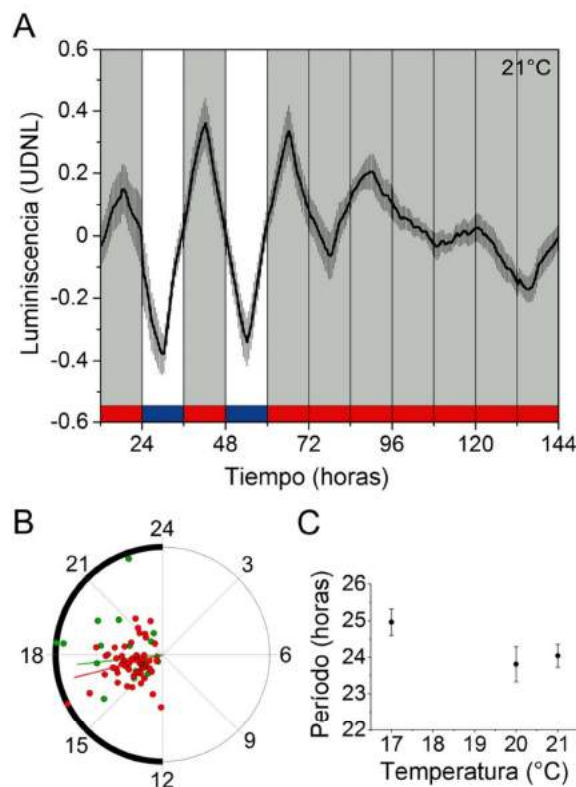 A
21°C
Luminiscencia (UDNL)
0.6
0.4
0.2
0
-0.2
-0.4
-0.6
24 48 72 96 120 144
Tiempo (horas)
B
24
21 3
18 6
15 9
12
C
Período (horas)
26
25
24
23
22
17 18 19 20 21
Temperatura (°C)